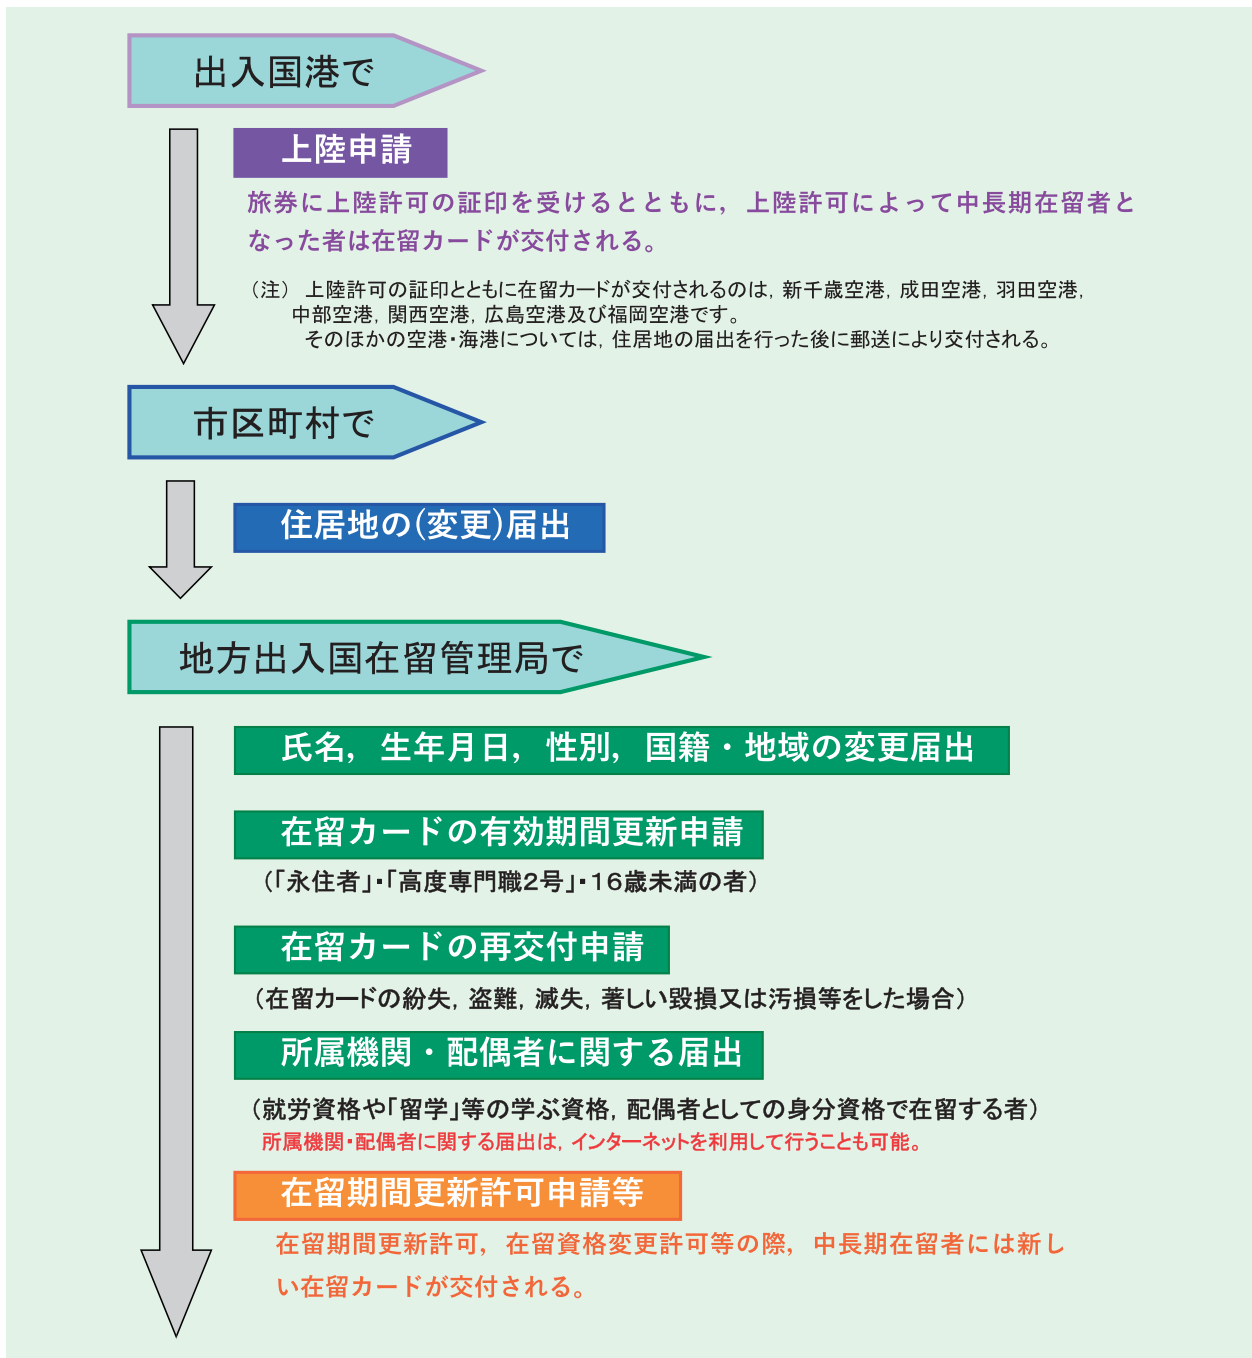 出入国港で
上陸申請
旅券に上陸許可の証印を受けるとともに，上陸許可によって中長期在留者と
なった者は在留カードが交付される。
（注） 上陸許可の証印とともに在留カードが交付されるのは，新千歳空港，成田空港，羽田空港，
中部空港，関西空港，広島空港及び福岡空港です。
そのほかの空港・海港については，住居地の届出を行った後に郵送により交付される。
市区町村で
住居地の(変更)届出
地方出入国在留管理局で
氏名，生年月日，性別，国籍・地域の変更届出
在留カードの有効期間更新申請
（「永住者」・「高度専門職２号」・１６歳未満の者）
在留カードの再交付申請
（在留カードの紛失，盗難，滅失，著しい毀損又は汚損等をした場合）
所属機関・配偶者に関する届出
（就労資格や「留学」等の学ぶ資格，配偶者としての身分資格で在留する者）
所属機関・配偶者に関する届出は，インターネットを利用して行うことも可能。
在留期間更新許可申請等
在留期間更新許可，在留資格変更許可等の際，中長期在留者には新し
い在留カードが交付される。